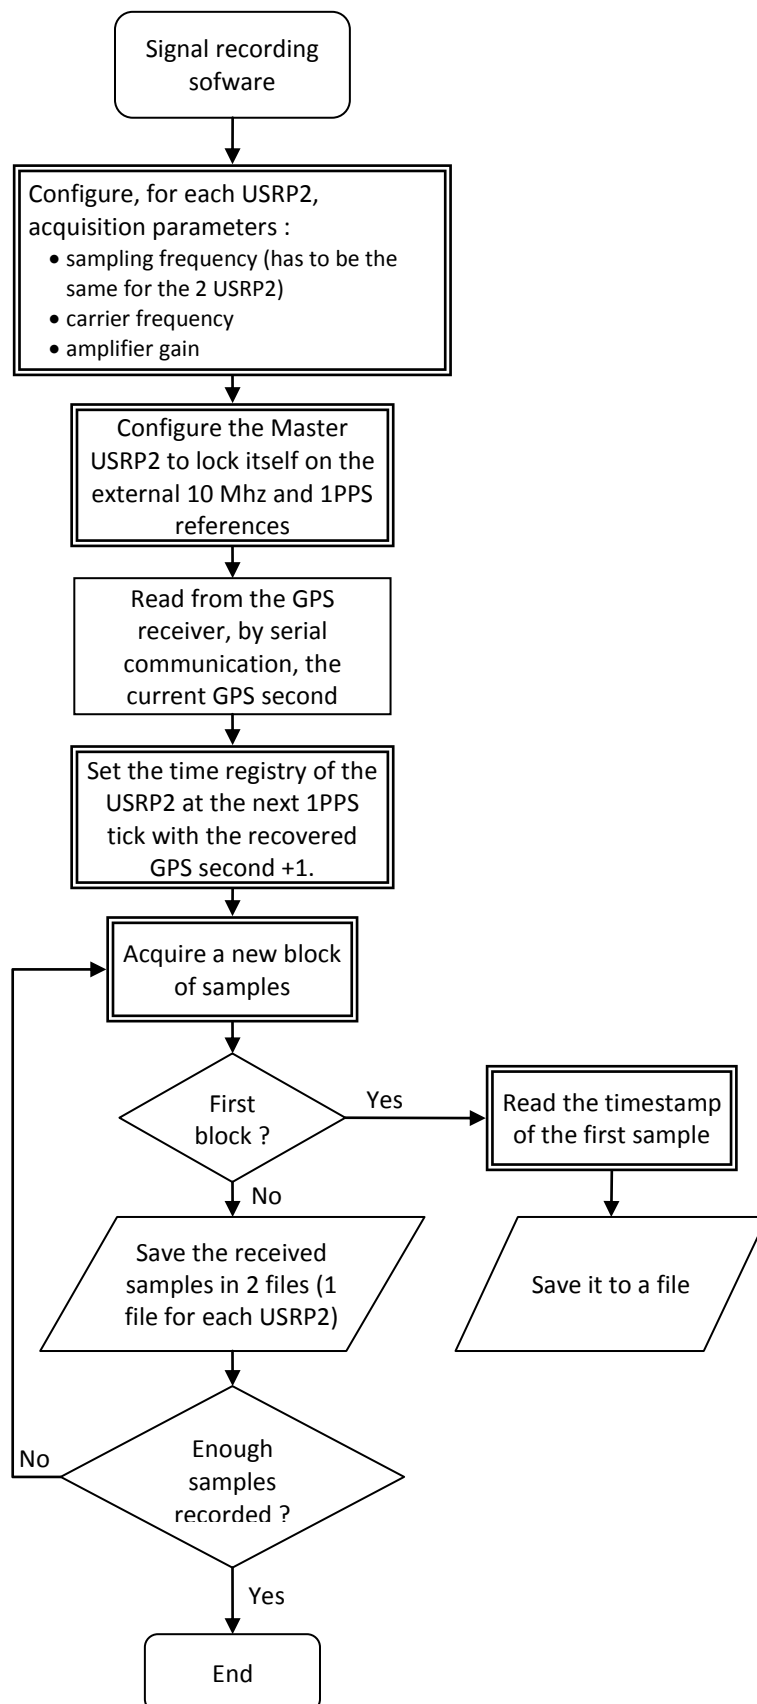 Signal recording
sofware
Configure, for each USRP2,
acquisition parameters :
• sampling frequency (has to be the
same for the 2 USRP2)
• carrier frequency
• amplifier gain
Configure the Master
USRP2 to lock itself on the
external 10 Mhz and 1PPS
references
Read from the GPS
receiver, by serial
communication, the
current GPS second
Set the time registry of the
USRP2 at the next 1PPS
tick with the recovered
GPS second +1.
Acquire a new block
of samples
First
block ?
Yes
Read the timestamp
of the first sample
No
Save the received
samples in 2 files (1
file for each USRP2)
Save it to a file
No
Enough
samples
recorded ?
Yes
End